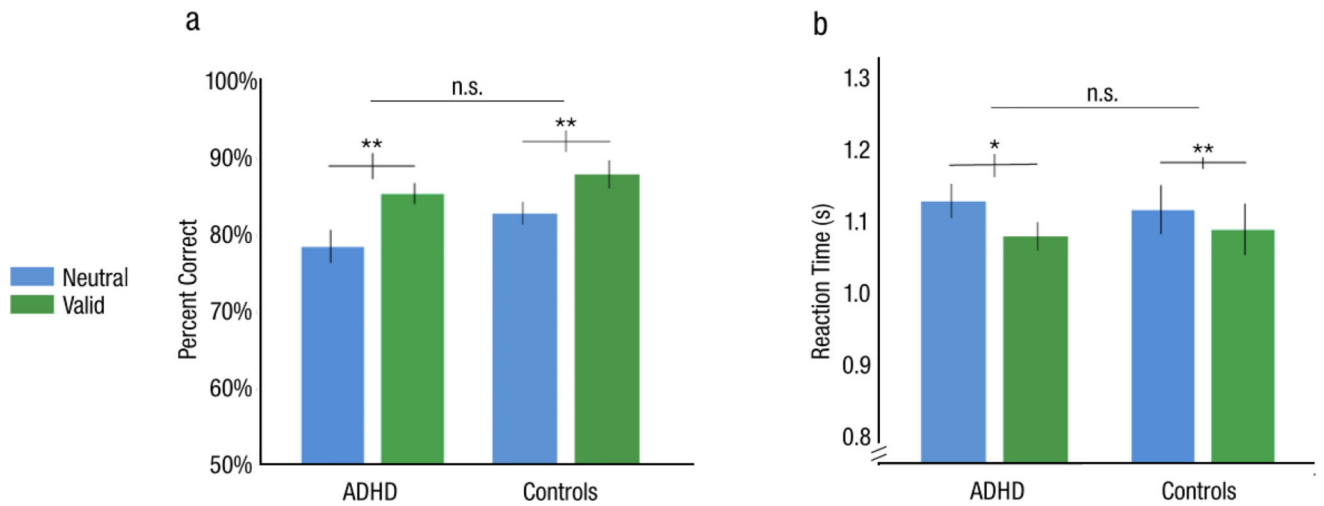 a
100%
90%
80%
70%
60%
50%
Percent Correct
n.s.
**
**
ADHD
Controls
Neutral
Valid
b
1.3
1.2
1.1
1.0
0.9
0.8
Reaction Time (s)
n.s.
*
**
ADHD
Controls